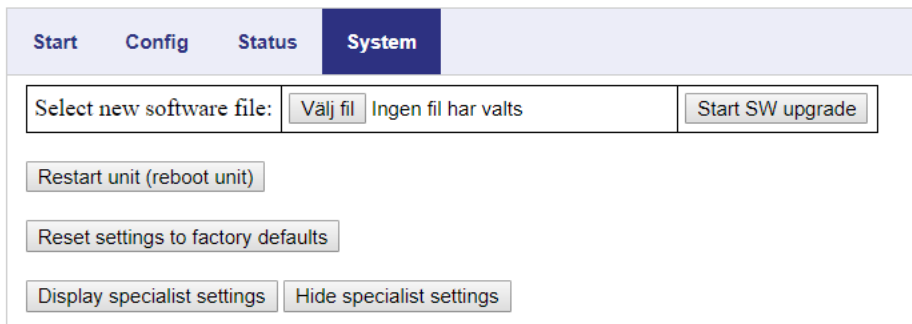 Start Config Status System
Select new software file: Välj fil Ingen fil har valts Start SW upgrade
Restart unit (reboot unit)
Reset settings to factory defaults
Display specialist settings Hide specialist settings